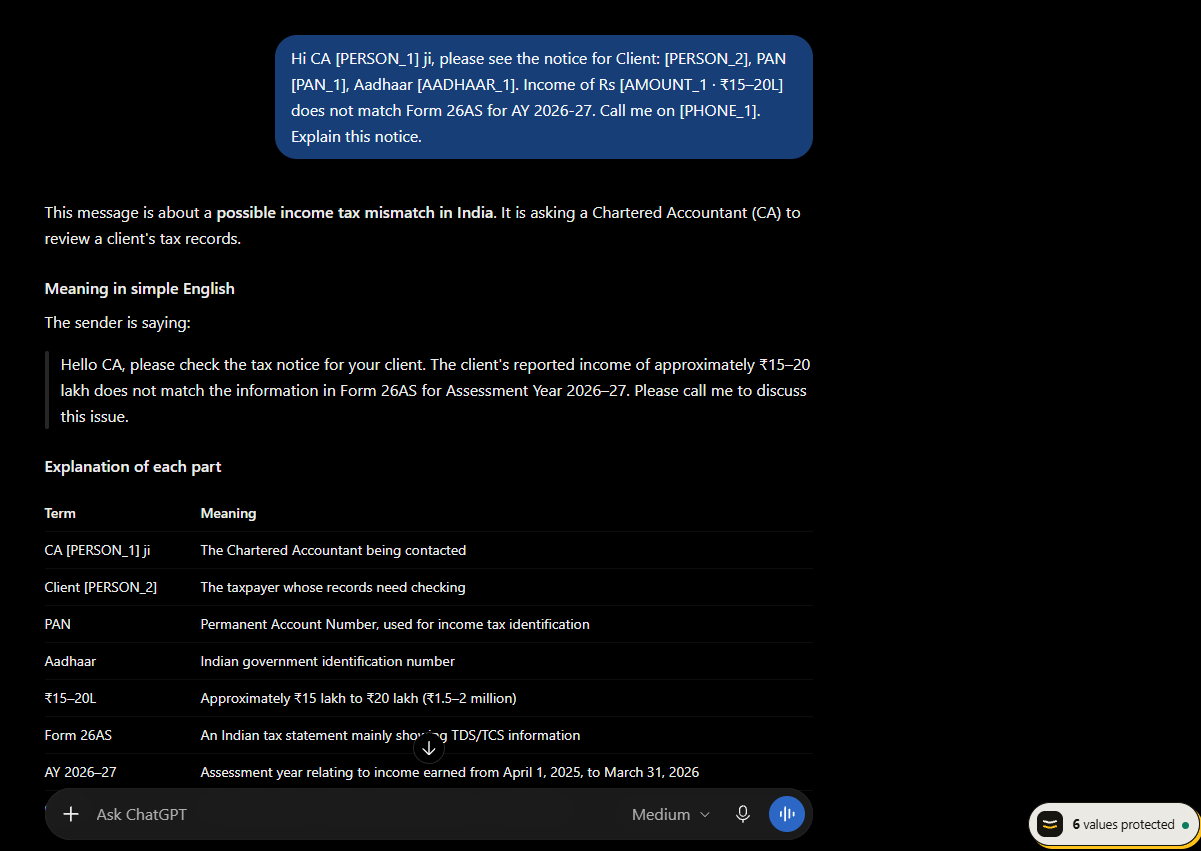 Hi CA [PERSON_1] ji, please see the notice for Client: [PERSON_2], PAN
[PAN_1], Aadhaar [AADHAAR_1]. Income of Rs [AMOUNT_1 · ₹15–20L]
does not match Form 26AS for AY 2026-27. Call me on [PHONE_1].
Explain this notice.
This message is about a possible income tax mismatch in India. It is asking a Chartered Accountant (CA) to
review a client's tax records.
Meaning in simple English
The sender is saying:
Hello CA, please check the tax notice for your client. The client's reported income of approximately ₹15–20
lakh does not match the information in Form 26AS for Assessment Year 2026–27. Please call me to discuss
this issue.
Explanation of each part
Term Meaning
CA [PERSON_1] ji The Chartered Accountant being contacted
Client [PERSON_2] The taxpayer whose records need checking
PAN Permanent Account Number, used for income tax identification
Aadhaar Indian government identification number
₹15–20L Approximately ₹15 lakh to ₹20 lakh (₹1.5–2 million)
Form 26AS An Indian tax statement mainly showing TDS/TCS information
AY 2026–27 Assessment year relating to income earned from April 1, 2025, to March 31, 2026
Ask ChatGPT Medium
6 values protected